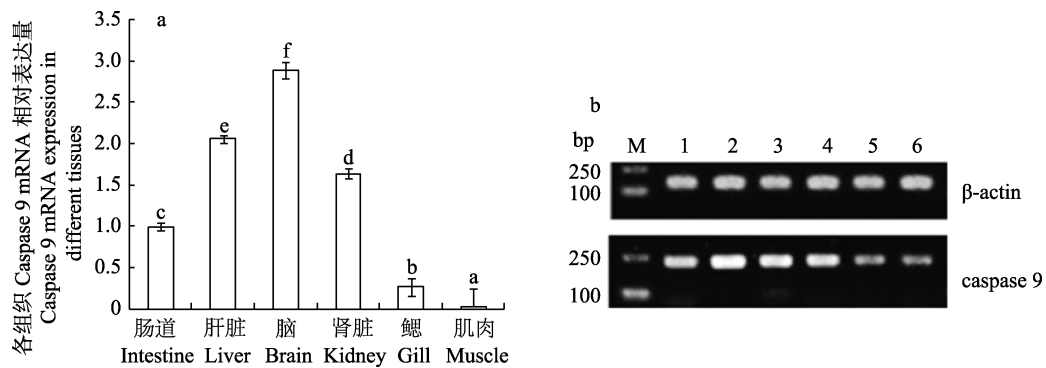 各组织 Caspase 9 mRNA 相对表达量
Caspase 9 mRNA expression in
different tissues
a
3.5
3.0
2.5
2.0
1.5
1.0
0.5
0
c
e
f
d
b
a
肠道 肝脏 脑 肾脏 鳃 肌肉
Intestine Liver Brain Kidney Gill Muscle
b
bp M 1 2 3 4 5 6
250
100
β-actin
250
100
caspase 9